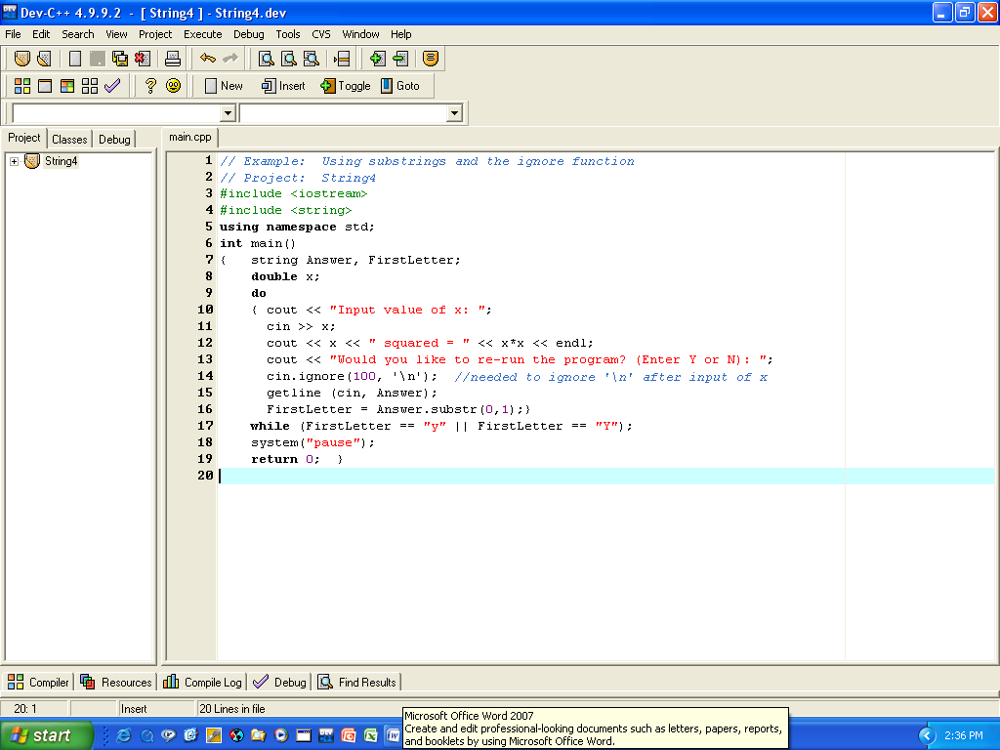 Dev-C++ 4.9.9.2 - [ String4 ] - String4.dev
File Edit Search View Project Execute Debug Tools CVS Window Help
New Insert Toggle Goto
Project Classes Debug
main.cpp
String4
1 // Example:  Using substrings and the ignore function
2 // Project:  String4
3 #include <iostream>
4 #include <string>
5 using namespace std;
6 int main()
7 {   string Answer, FirstLetter;
8     double x;
9     do
10     { cout << "Input value of x: ";
11       cin >> x;
12       cout << x << " squared = " << x*x << endl;
13       cout << "Would you like to re-run the program? (Enter Y or N): ";
14       cin.ignore(100, '\n');  //needed to ignore '\n' after input of x
15       getline (cin, Answer);
16       FirstLetter = Answer.substr(0,1);}
17     while (FirstLetter == "y" || FirstLetter == "Y");
18     system("pause");
19     return 0;  }
20
Compiler Resources Compile Log Debug Find Results
20: 1 Insert 20 Lines in file
Microsoft Office Word 2007
Create and edit professional-looking documents such as letters, papers, reports,
and booklets by using Microsoft Office Word.
start 2:36 PM